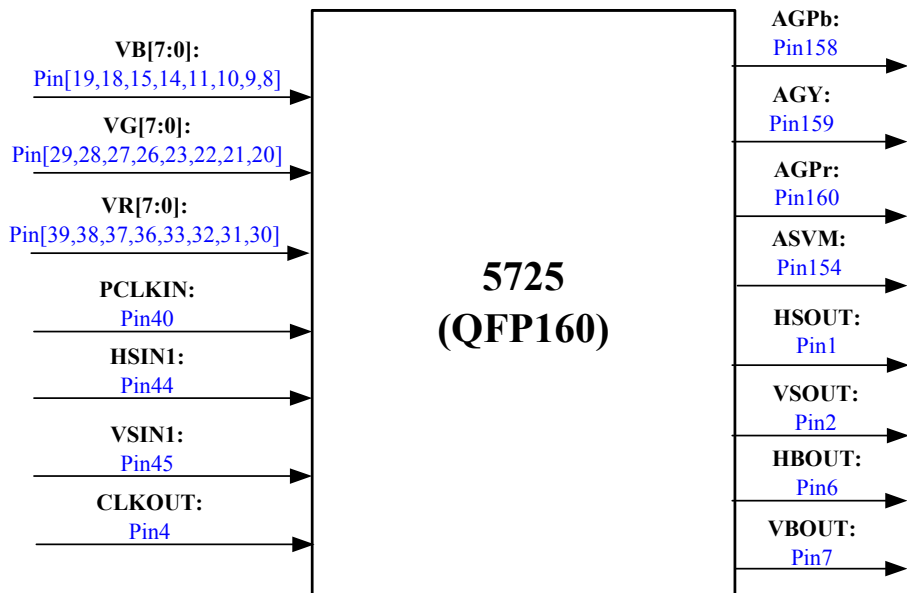 VB[7:0]:
Pin[19,18,15,14,11,10,9,8]
VG[7:0]:
Pin[29,28,27,26,23,22,21,20]
VR[7:0]:
Pin[39,38,37,36,33,32,31,30]
PCLKIN:
Pin40
HSIN1:
Pin44
VSIN1:
Pin45
CLKOUT:
Pin4
5725
(QFP160)
AGPb:
Pin158
AGY:
Pin159
AGPr:
Pin160
ASVM:
Pin154
HSOUT:
Pin1
VSOUT:
Pin2
HBOUT:
Pin6
VBOUT:
Pin7